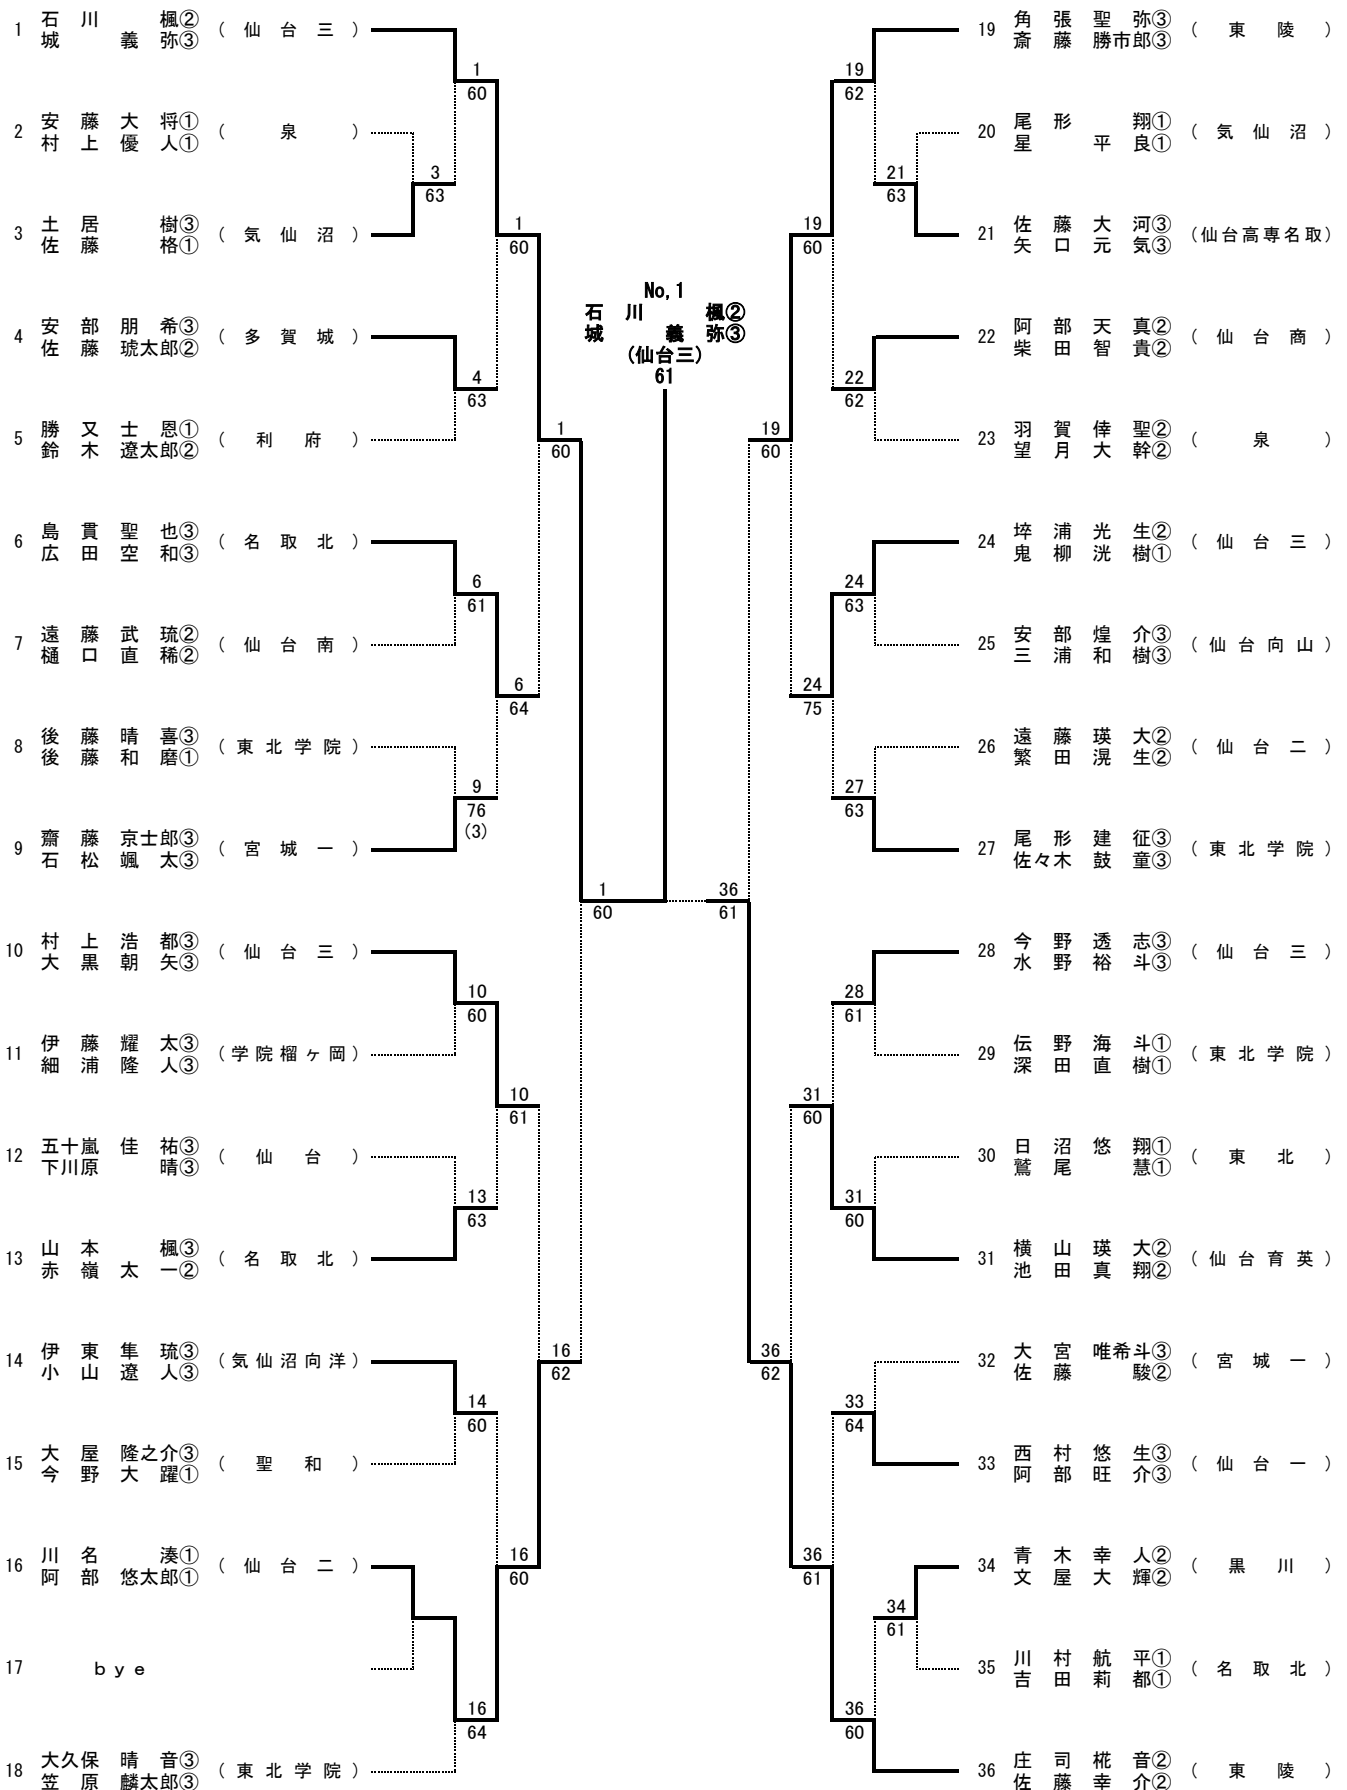 1 石川 楓② (仙台三)
城 義弥③
2 安藤大将① (泉)
村上優人①
3 土居 樹③ (気仙沼)
佐藤 格①
4 安部朋希③ (多賀城)
佐藤琥太郎②
5 勝又士恩① (利府)
鈴木遼太郎②
6 島貫聖也③ (名取北)
広田空和③
7 遠藤武琉② (仙台南)
樋口直稀②
8 後藤晴喜③ (東北学院)
後藤和磨①
9 齋藤京士郎③ (宮城一)
石松颯太③
10 村上浩都③ (仙台三)
大黒朝矢③
11 伊藤耀太③ (学院榴ヶ岡)
細浦隆人③
12 五十嵐佳祐③ (仙台)
下川原 晴③
13 山本 楓③ (名取北)
赤嶺太一②
14 伊東隼琉③ (気仙沼向洋)
小山遼人③
15 大屋隆之介③ (聖和)
今野大躍①
16 川名 湊① (仙台二)
阿部悠太郎①
17 bye
18 大久保晴音③ (東北学院)
笠原麟太郎③
1
60
3
63
4
63
6
61
9
76
(3)
10
60
13
63
14
60
16
64
1
60
6
64
10
61
16
60
1
60
16
62
1
60
No,1
石川 楓②
城 義弥③
(仙台三)
61
36
61
19
60
36
62
19
60
24
75
31
60
36
61
19
62
21
63
22
62
24
63
27
63
28
61
31
60
33
64
34
61
36
60
19 角張聖弥③ (東陵)
斎藤勝市郎③
20 尾形 翔① (気仙沼)
星 平良①
21 佐藤大河③ (仙台高専名取)
矢口元気③
22 阿部天真② (仙台商)
柴田智貴②
23 羽賀倖聖② (泉)
望月大幹②
24 埣浦光生② (仙台三)
鬼柳洸樹①
25 安部煌介③ (仙台向山)
三浦和樹③
26 遠藤瑛大② (仙台二)
繁田滉生②
27 尾形建征③ (東北学院)
佐々木鼓童③
28 今野透志③ (仙台三)
水野裕斗③
29 伝野海斗① (東北学院)
深田直樹①
30 日沼悠翔① (東北)
鷲尾 慧①
31 横山瑛大② (仙台育英)
池田真翔②
32 大宮唯希斗③ (宮城一)
佐藤 駿②
33 西村悠生③ (仙台一)
阿部旺介③
34 青木幸人② (黒川)
文屋大輝②
35 川村航平① (名取北)
吉田莉都①
36 庄司椛音② (東陵)
佐藤幸介②